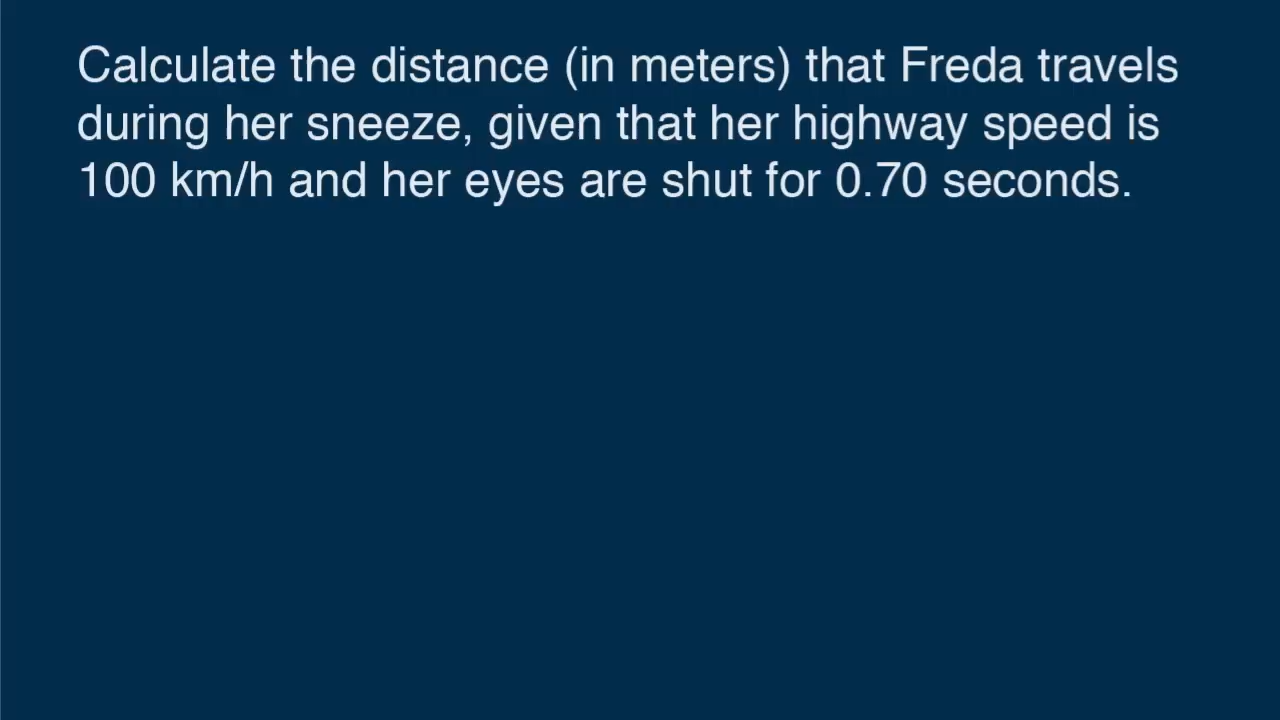 Calculate the distance (in meters) that Freda travels
during her sneeze, given that her highway speed is
100 km/h and her eyes are shut for 0.70 seconds.